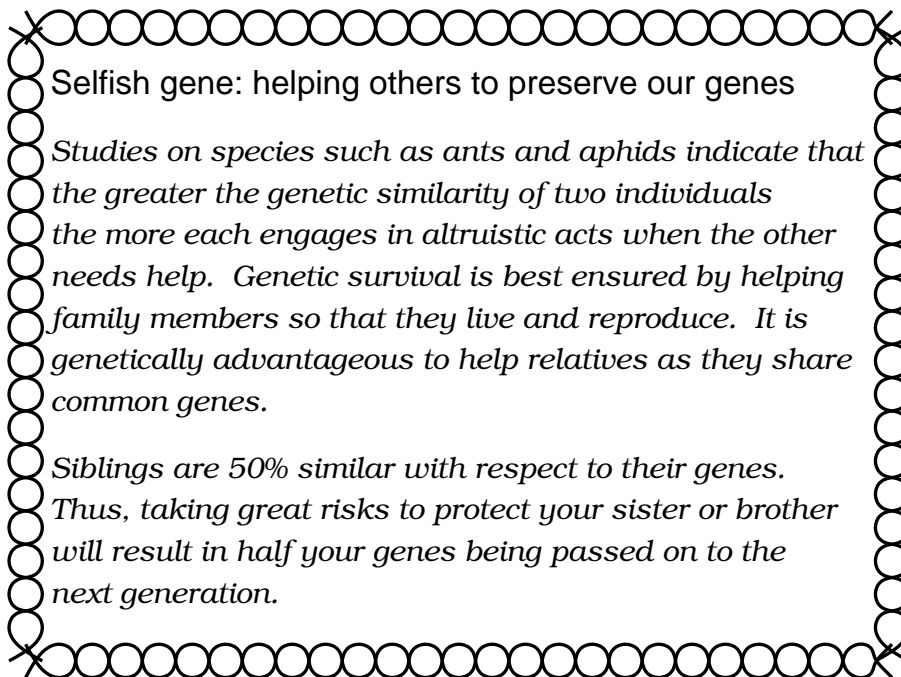 Selfish gene: helping others to preserve our genes
Studies on species such as ants and aphids indicate that
the greater the genetic similarity of two individuals
the more each engages in altruistic acts when the other
needs help. Genetic survival is best ensured by helping
family members so that they live and reproduce. It is
genetically advantageous to help relatives as they share
common genes.
Siblings are 50% similar with respect to their genes.
Thus, taking great risks to protect your sister or brother
will result in half your genes being passed on to the
next generation.